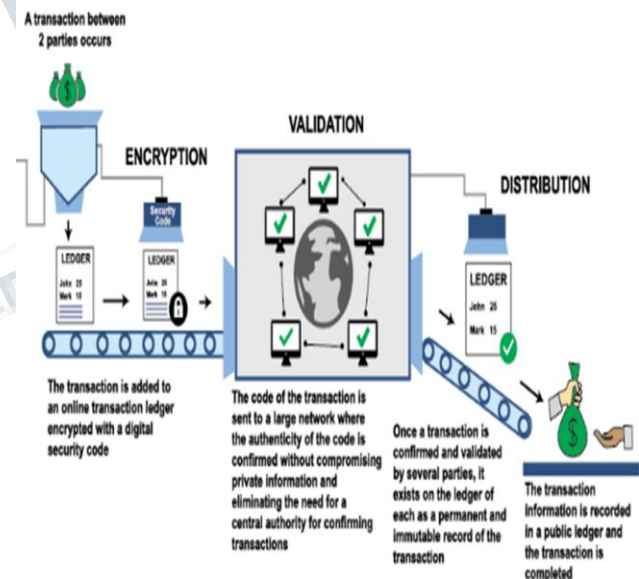 A transaction between
2 parties occurs
ENCRYPTION
Security
Code
LEDGER
John 25
Mark 15
LEDGER
John 25
Mark 15
The transaction is added to
an online transaction ledger
encrypted with a digital
security code
VALIDATION
The code of the transaction is
sent to a large network where
the authenticity of the code is
confirmed without compromising
private information and
eliminating the need for a
central authority for confirming
transactions
DISTRIBUTION
LEDGER
John 25
Mark 15
Once a transaction is
confirmed and validated
by several parties, it
exists on the ledger of
each as a permanent and
immutable record of the
transaction
The transaction
information is recorded
in a public ledger and
the transaction is
completed